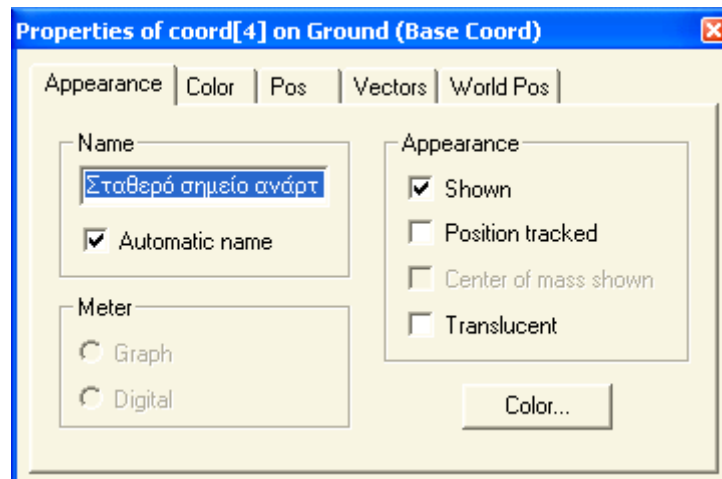 Properties of coord[4] on Ground (Base Coord)
Appearance Color Pos Vectors World Pos
Name
Σταθερό σημείο ανάρτ
Automatic name
Meter
Graph
Digital
Appearance
Shown
Position tracked
Center of mass shown
Translucent
Color...